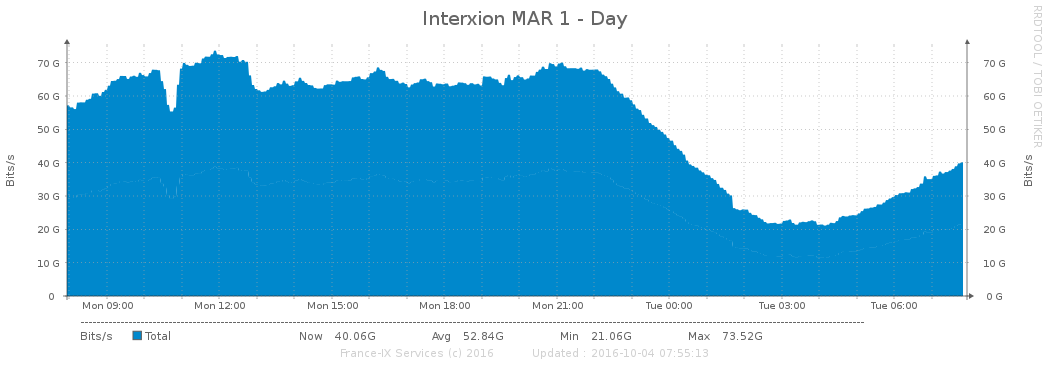 Interxion MAR 1 - Day
RRDTOOL / TOBI OETIKER
Bits/s
Bits/s
70 G 70 G
60 G 60 G
50 G 50 G
40 G 40 G
30 G 30 G
20 G 20 G
10 G 10 G
0 0 G
Mon 09:00 Mon 12:00 Mon 15:00 Mon 18:00 Mon 21:00 Tue 00:00 Tue 03:00 Tue 06:00
Bits/s Total Now 40.06G Avg 52.84G Min 21.06G Max 73.52G
France-IX Services (c) 2016 Updated : 2016-10-04 07:55:13